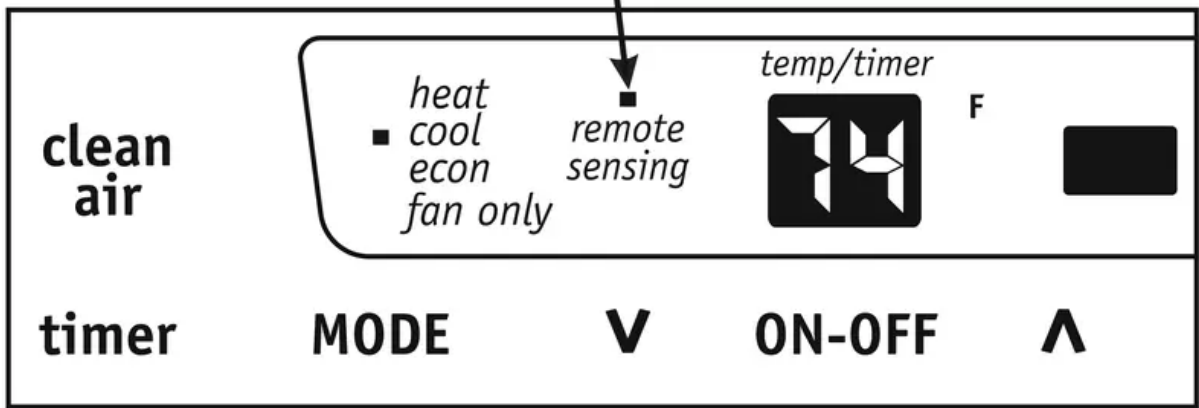 clean
air
heat
cool
econ
fan only
remote
sensing
temp/timer
74
F
timer
MODE
V
ON-OFF
Λ